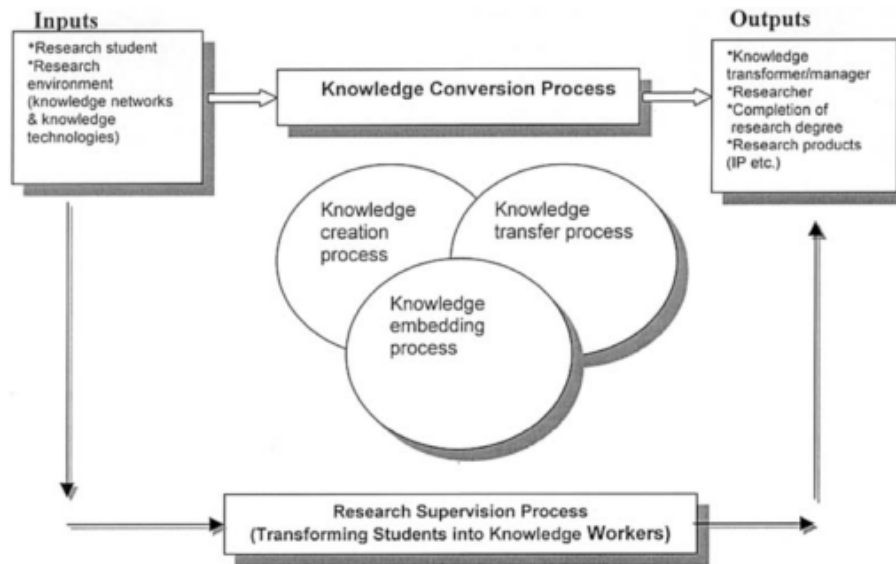 Inputs
*Research student
*Research
environment
(knowledge networks
& knowledge
technologies)
Knowledge Conversion Process
Outputs
*Knowledge
transformer/manager
*Researcher
*Completion of
research degree
*Research products
(IP etc.)
Knowledge
creation
process
Knowledge
transfer process
Knowledge
embedding
process
Research Supervision Process
(Transforming Students into Knowledge Workers)